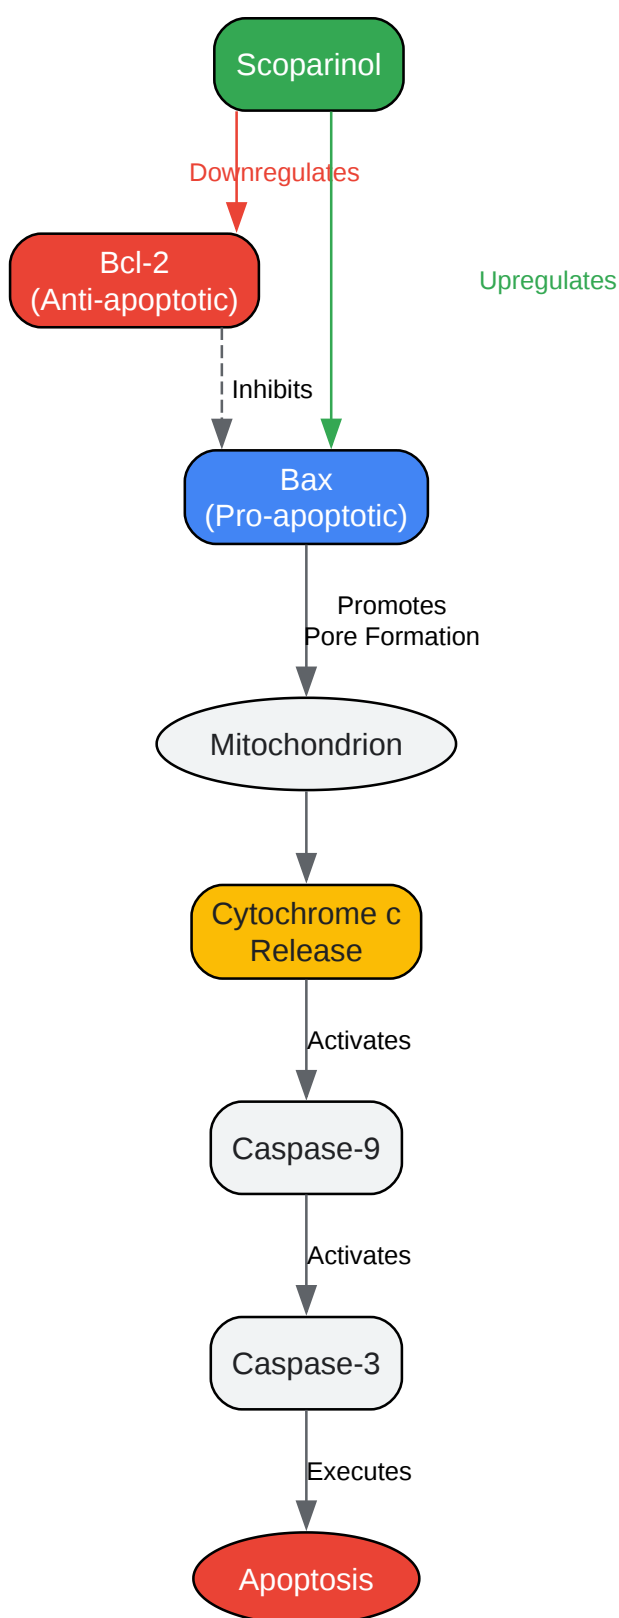 Scoparinol
Downregulates
Bcl-2
(Anti-apoptotic)
Upregulates
Inhibits
Bax
(Pro-apoptotic)
Promotes
Pore Formation
Mitochondrion
Cytochrome c
Release
Activates
Caspase-9
Activates
Caspase-3
Executes
Apoptosis